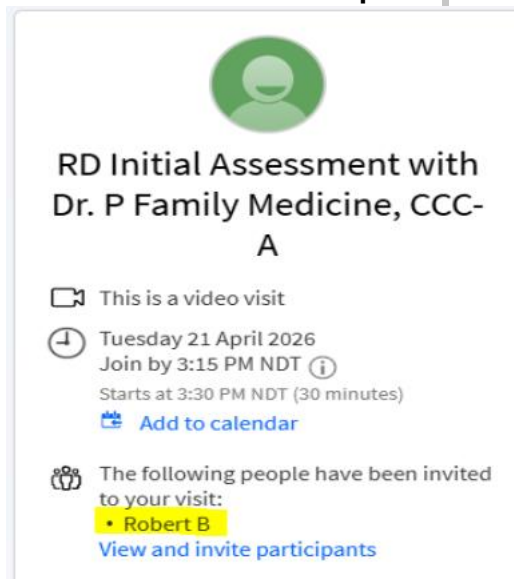 RD Initial Assessment with
Dr. P Family Medicine, CCC-
A
This is a video visit
Tuesday 21 April 2026
Join by 3:15 PM NDT
Starts at 3:30 PM NDT (30 minutes)
Add to calendar
The following people have been invited
to your visit:
• Robert B
View and invite participants